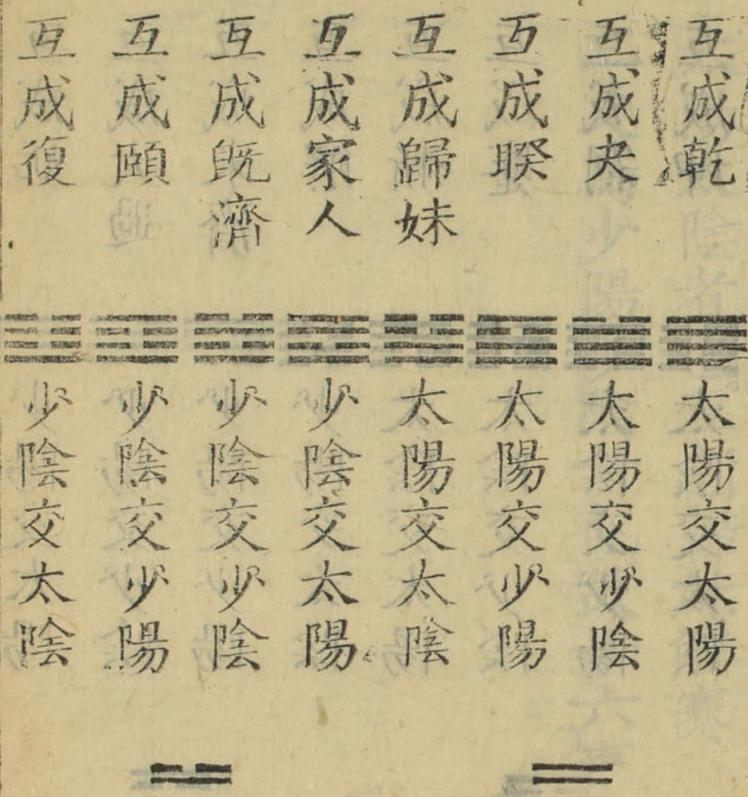 互成乾 太陽交太陽
互成夬 太陽交少陰
互成睽 太陽交少陽
互成歸妹 太陽交太陰
互成家人 少陰交太陽
互成既濟 少陰交少陰
互成頤 少陰交少陽
互成復 少陰交太陰